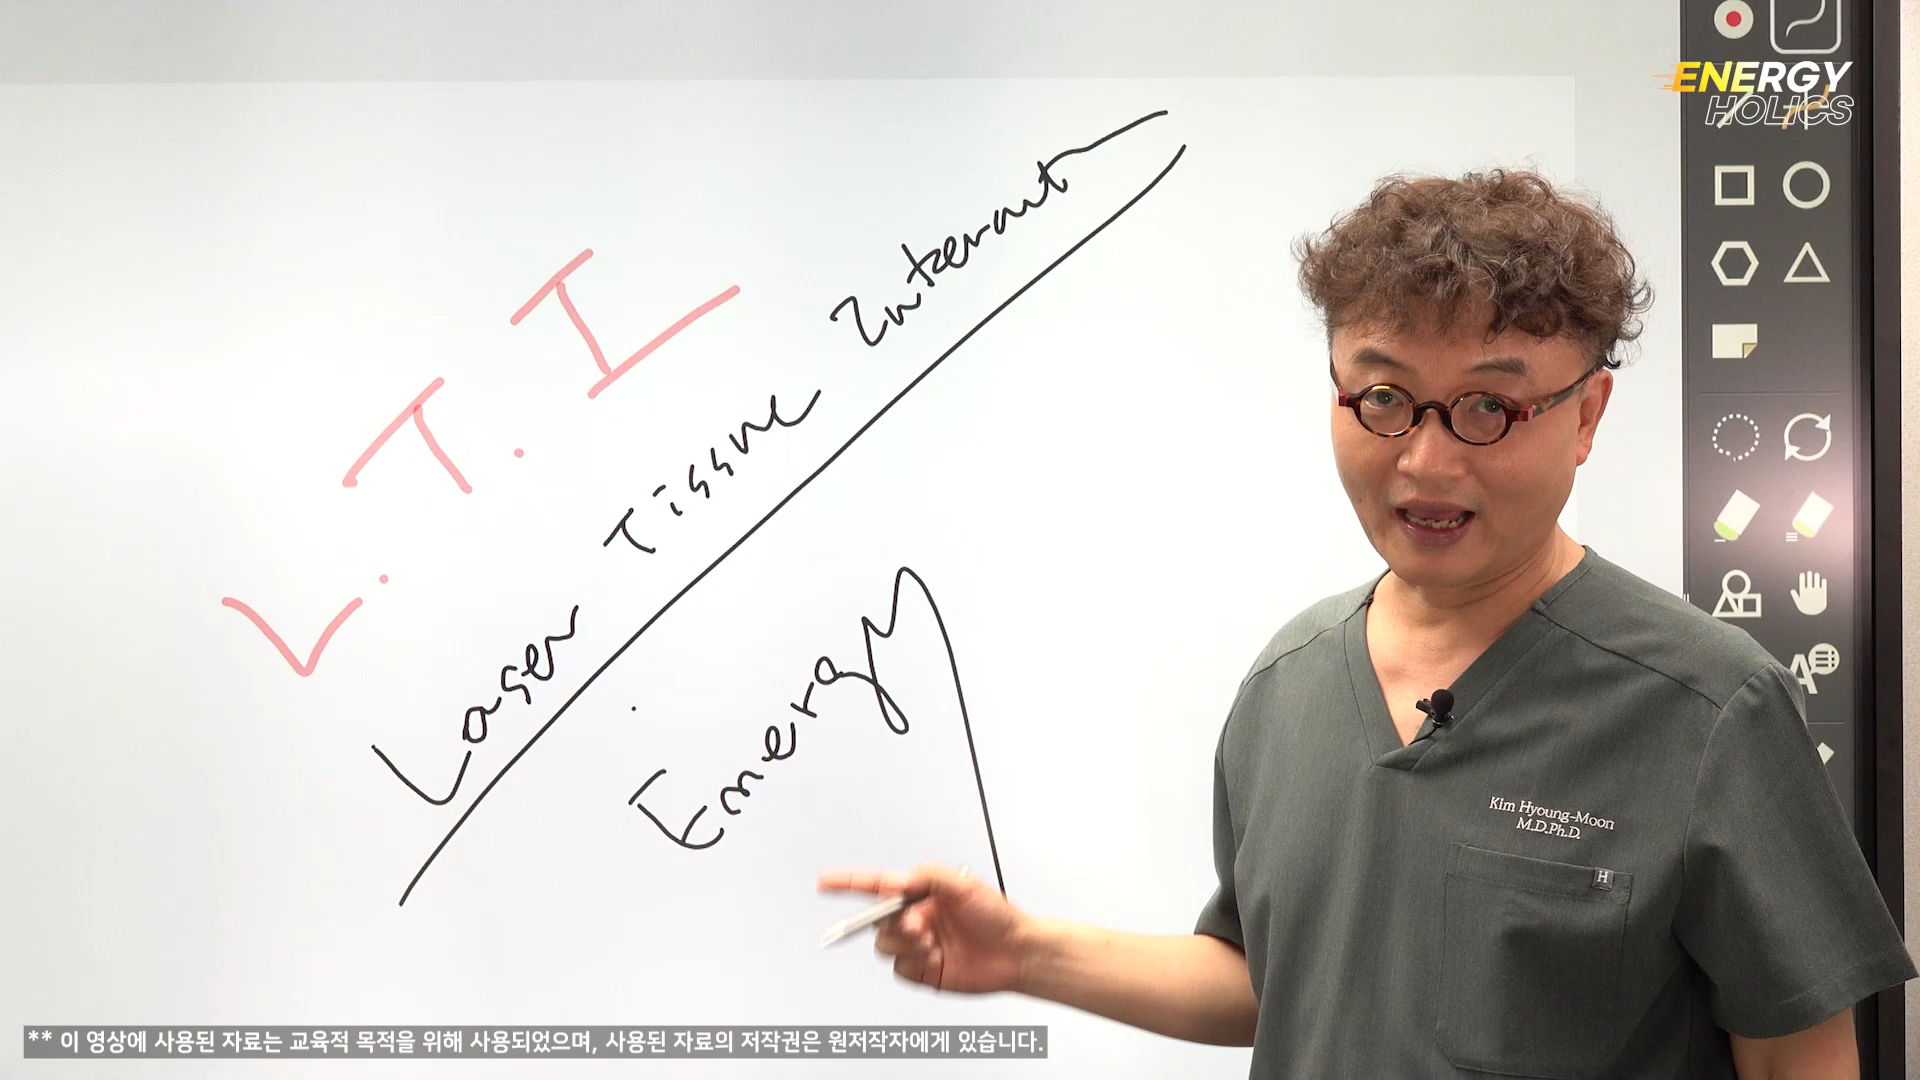 ENERGY
HOLICS
L.T.I
Laser Tissue Interact
Energy
Kim Hyoung-Moon
M.D.Ph.D.
H
** 이 영상에 사용된 자료는 교육적 목적을 위해 사용되었으며, 사용된 자료의 저작권은 원저작자에게 있습니다.